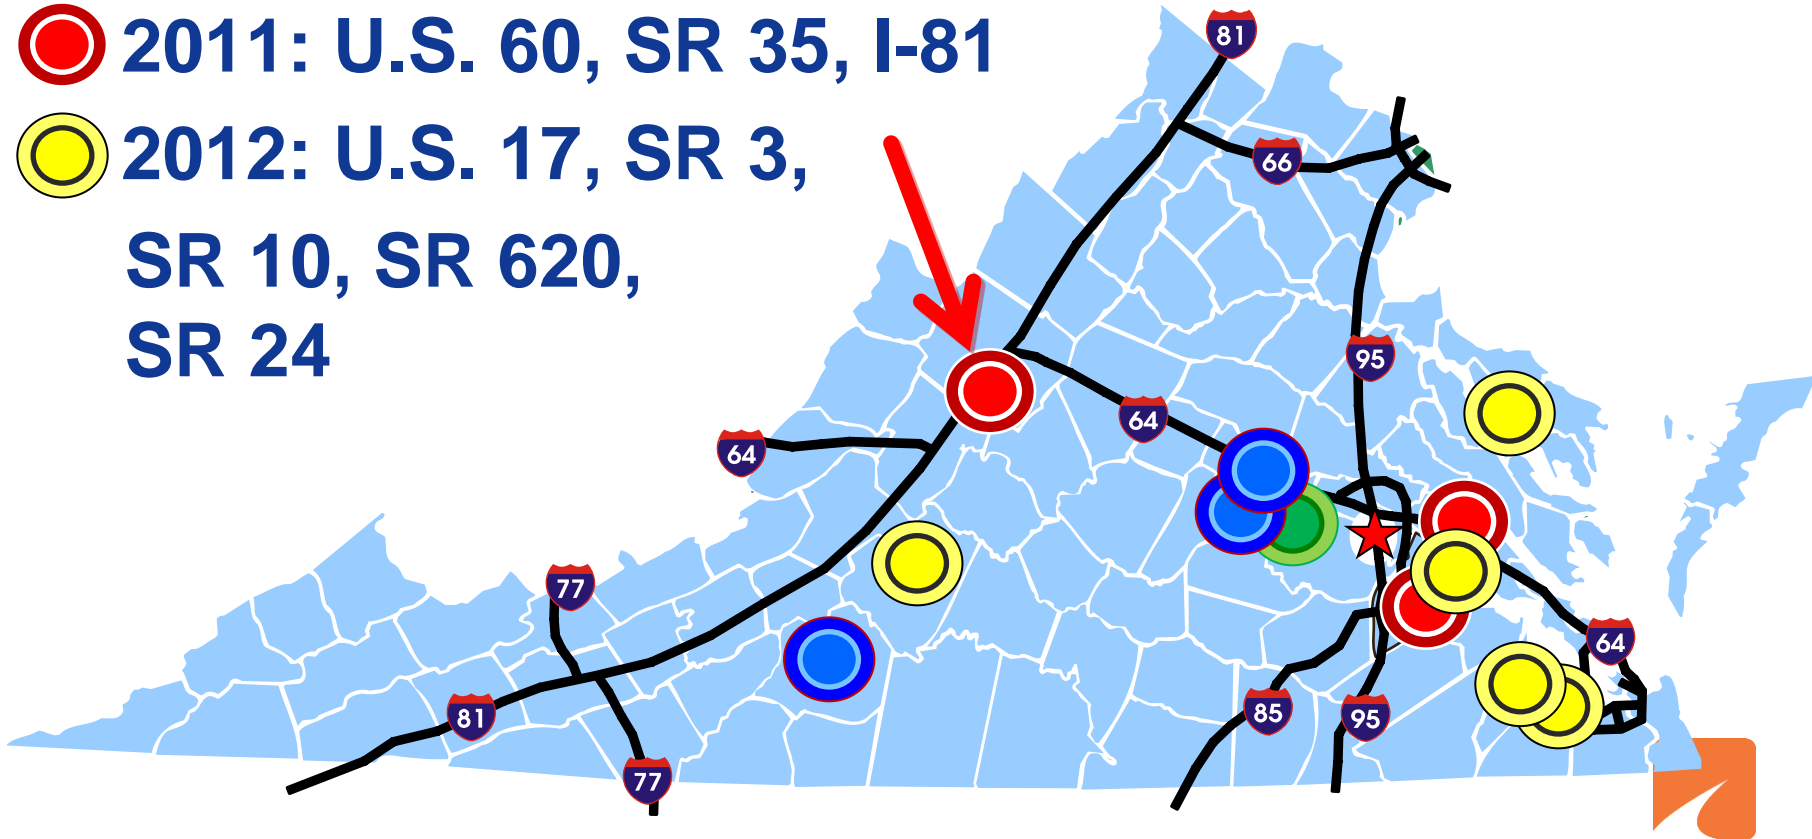 2011: U.S. 60, SR 35, I-81
2012: U.S. 17, SR 3,
SR 10, SR 620,
SR 24
81
66
95
64
64
77
64
81
85
95
77